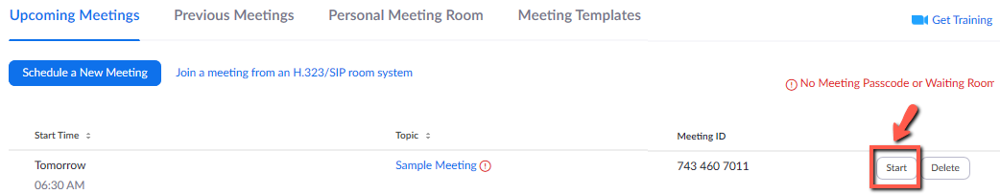 Upcoming Meetings Previous Meetings Personal Meeting Room Meeting Templates
Get Training
Schedule a New Meeting Join a meeting from an H.323/SIP room system
No Meeting Passcode or Waiting Room
Start Time Topic Meeting ID
Tomorrow Sample Meeting 743 460 7011 Start Delete
06:30 AM